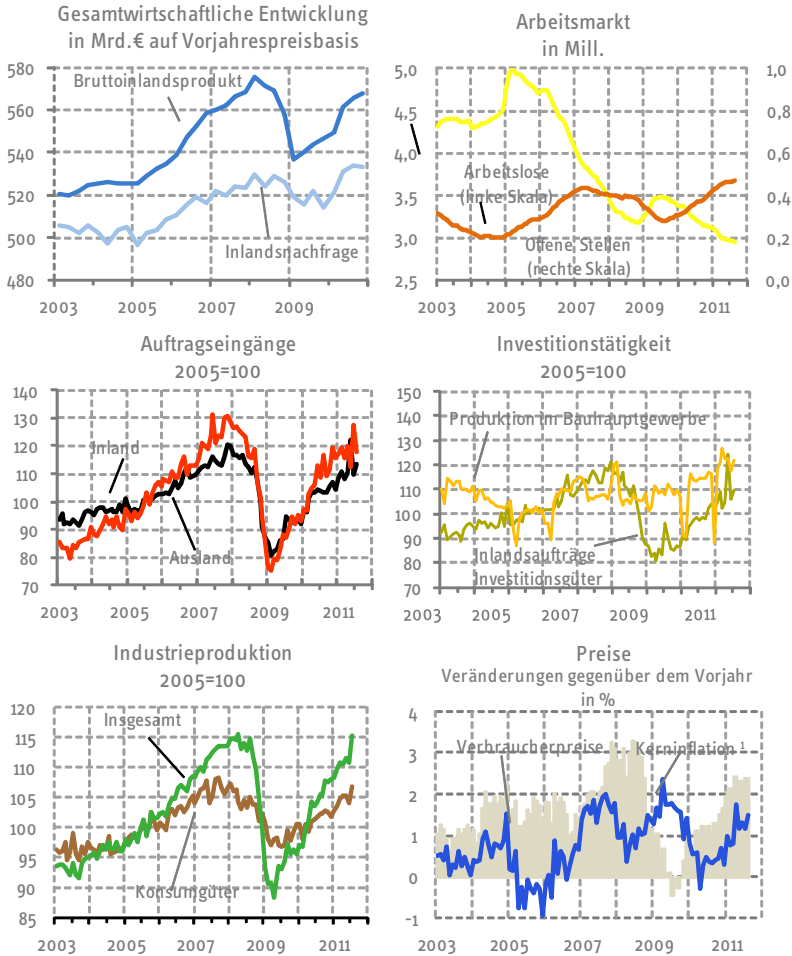 Gesamtwirtschaftliche Entwicklung
in Mrd.€ auf Vorjahrespreisbasis
580
560
540
520
500
480
Bruttoinlandsprodukt
Inlandsnachfrage
2003 2005 2007 2009
Arbeitsmarkt
in Mill.
5,0
4,5
4,0
3,5
3,0
2,5
1,0
0,8
0,6
0,4
0,2
0,0
Arbeitslose
(linke Skala)
Offene Stellen
(rechte Skala)
2003 2005 2007 2009 2011
Auftragseingänge
2005=100
140
130
120
110
100
90
80
70
Inland
Ausland
2003 2005 2007 2009 2011
Investitionstätigkeit
2005=100
150
140
130
120
110
100
90
80
70
Produktion im Bauhauptgewerbe
Inlandsaufträge
Investitionsgüter
2003 2005 2007 2009 2011
Industrieproduktion
2005=100
120
115
110
105
100
95
90
85
Insgesamt
Konsumgüter
2003 2005 2007 2009 2011
Preise
Veränderungen gegenüber dem Vorjahr
in %
4
3
2
1
0
-1
Verbraucherpreise
Kerninflation ¹
2003 2005 2007 2009 2011